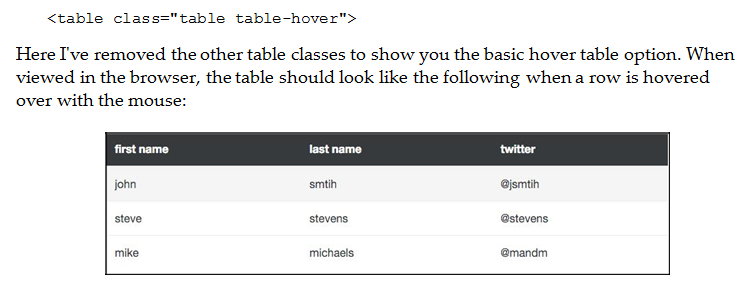 <table class="table table-hover">
Here I've removed the other table classes to show you the basic hover table option. When
viewed in the browser, the table should look like the following when a row is hovered
over with the mouse:
first name last name twitter
john smtih @jsmtih
steve stevens @stevens
mike michaels @mandm